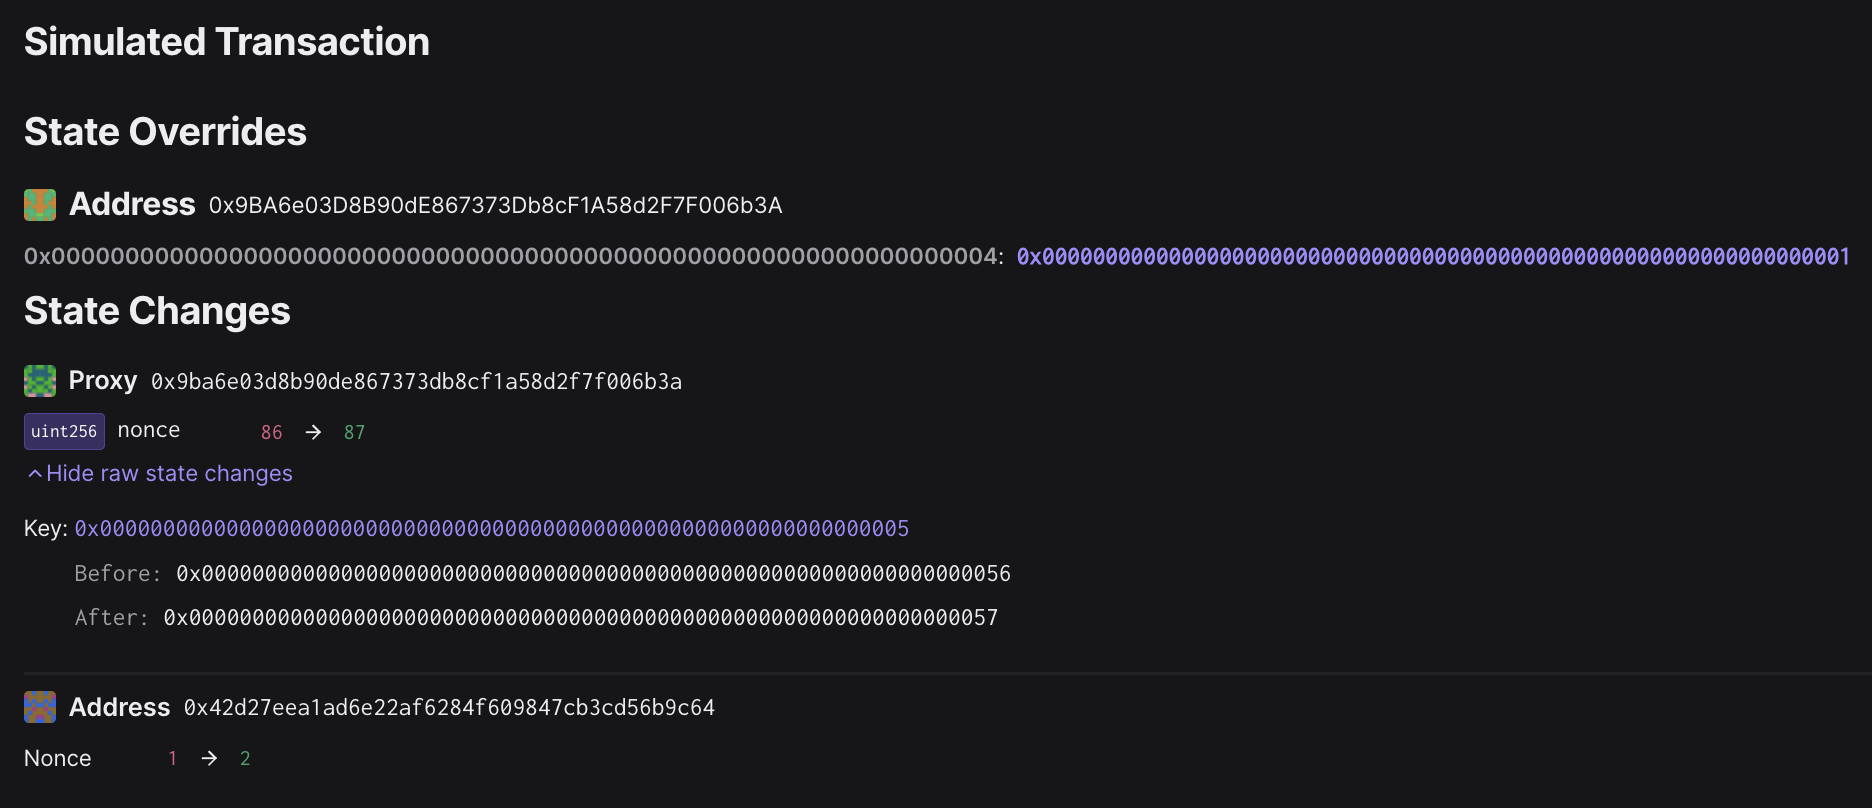 Simulated Transaction
State Overrides
Address 0x9BA6e03D8B90dE867373Db8cF1A58d2F7F006b3A
0x0000000000000000000000000000000000000000000000000000000000000004: 0x0000000000000000000000000000000000000000000000000000000000000001
State Changes
Proxy 0x9ba6e03d8b90de867373db8cf1a58d2f7f006b3a
uint256 nonce 86 → 87
Hide raw state changes
Key: 0x0000000000000000000000000000000000000000000000000000000000000005
Before: 0x0000000000000000000000000000000000000000000000000000000000000056
After: 0x0000000000000000000000000000000000000000000000000000000000000057
Address 0x42d27eea1ad6e22af6284f609847cb3cd56b9c64
Nonce 1 → 2